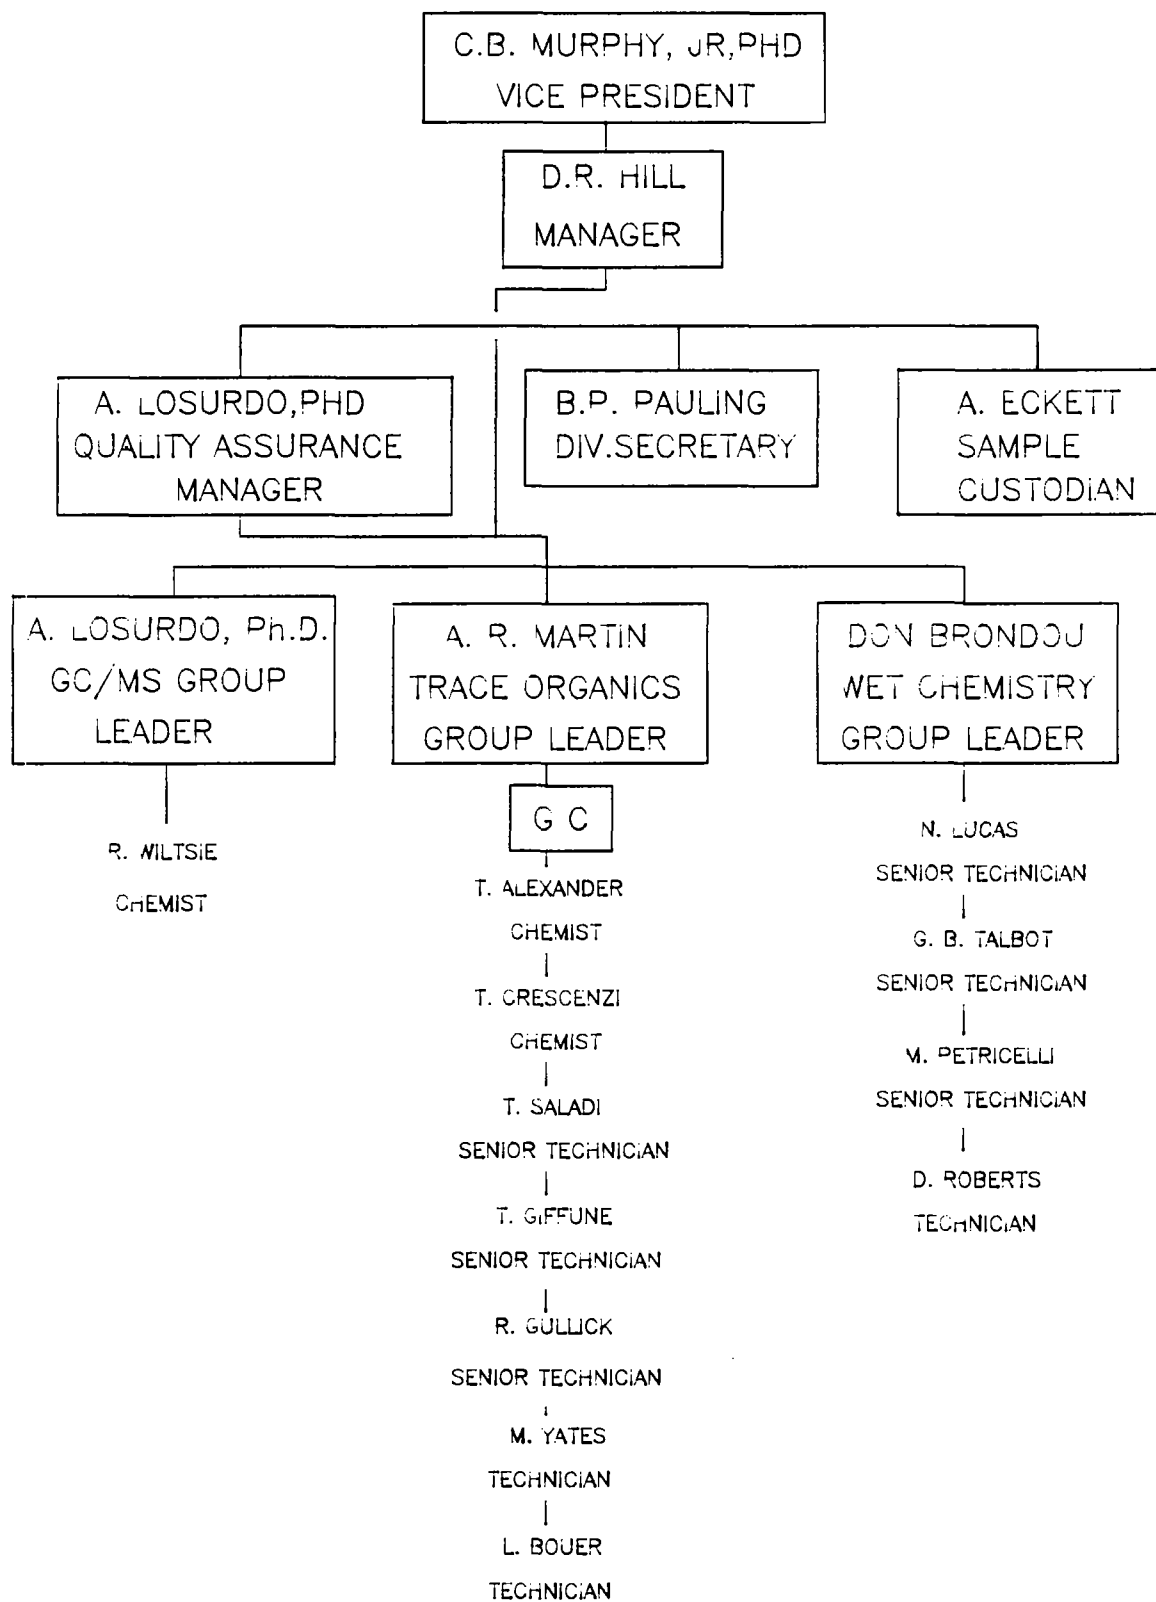 C.B. MURPHY, JR,PHD
VICE PRESIDENT
D.R. HILL
MANAGER
A. LOSURDO,PHD
QUALITY ASSURANCE
MANAGER
B.P. PAULING
DIV.SECRETARY
A. ECKETT
SAMPLE
CUSTODIAN
A. LOSURDO, Ph.D.
GC/MS GROUP
LEADER
A. R. MARTIN
TRACE ORGANICS
GROUP LEADER
DON BRONDOU
WET CHEMISTRY
GROUP LEADER
R. WILTSIE
CHEMIST
G C
T. ALEXANDER
CHEMIST
T. CRESCENZI
CHEMIST
T. SALADI
SENIOR TECHNICIAN
T. GIFFUNE
SENIOR TECHNICIAN
R. GULLICK
SENIOR TECHNICIAN
M. YATES
TECHNICIAN
L. BOUER
TECHNICIAN
N. LUCAS
SENIOR TECHNICIAN
G. B. TALBOT
SENIOR TECHNICIAN
M. PETRICELLI
SENIOR TECHNICIAN
D. ROBERTS
TECHNICIAN